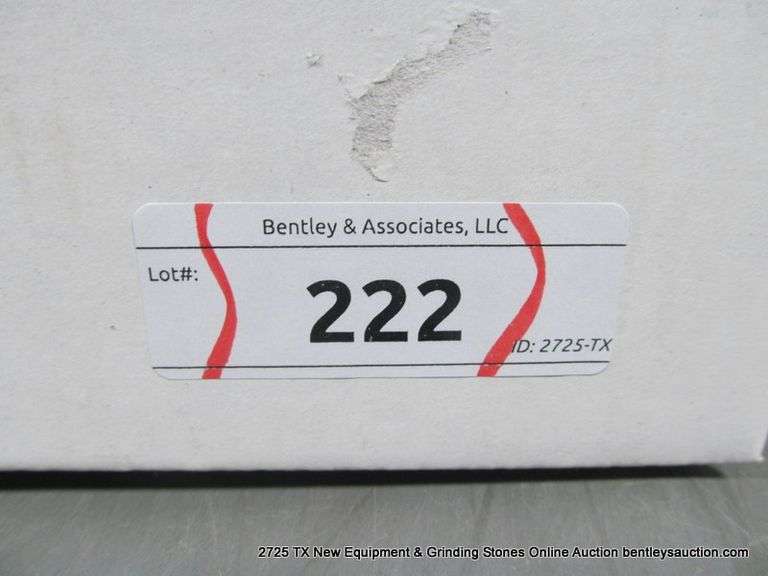 Bentley & Associates, LLC
Lot#:
222
ID: 2725-TX
2725 TX New Equipment & Grinding Stones Online Auction bentleysauction.com